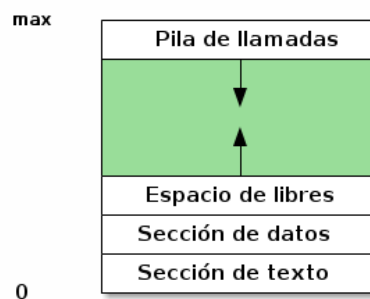 max
Pila de llamadas
Espacio de libres
Sección de datos
Sección de texto
0